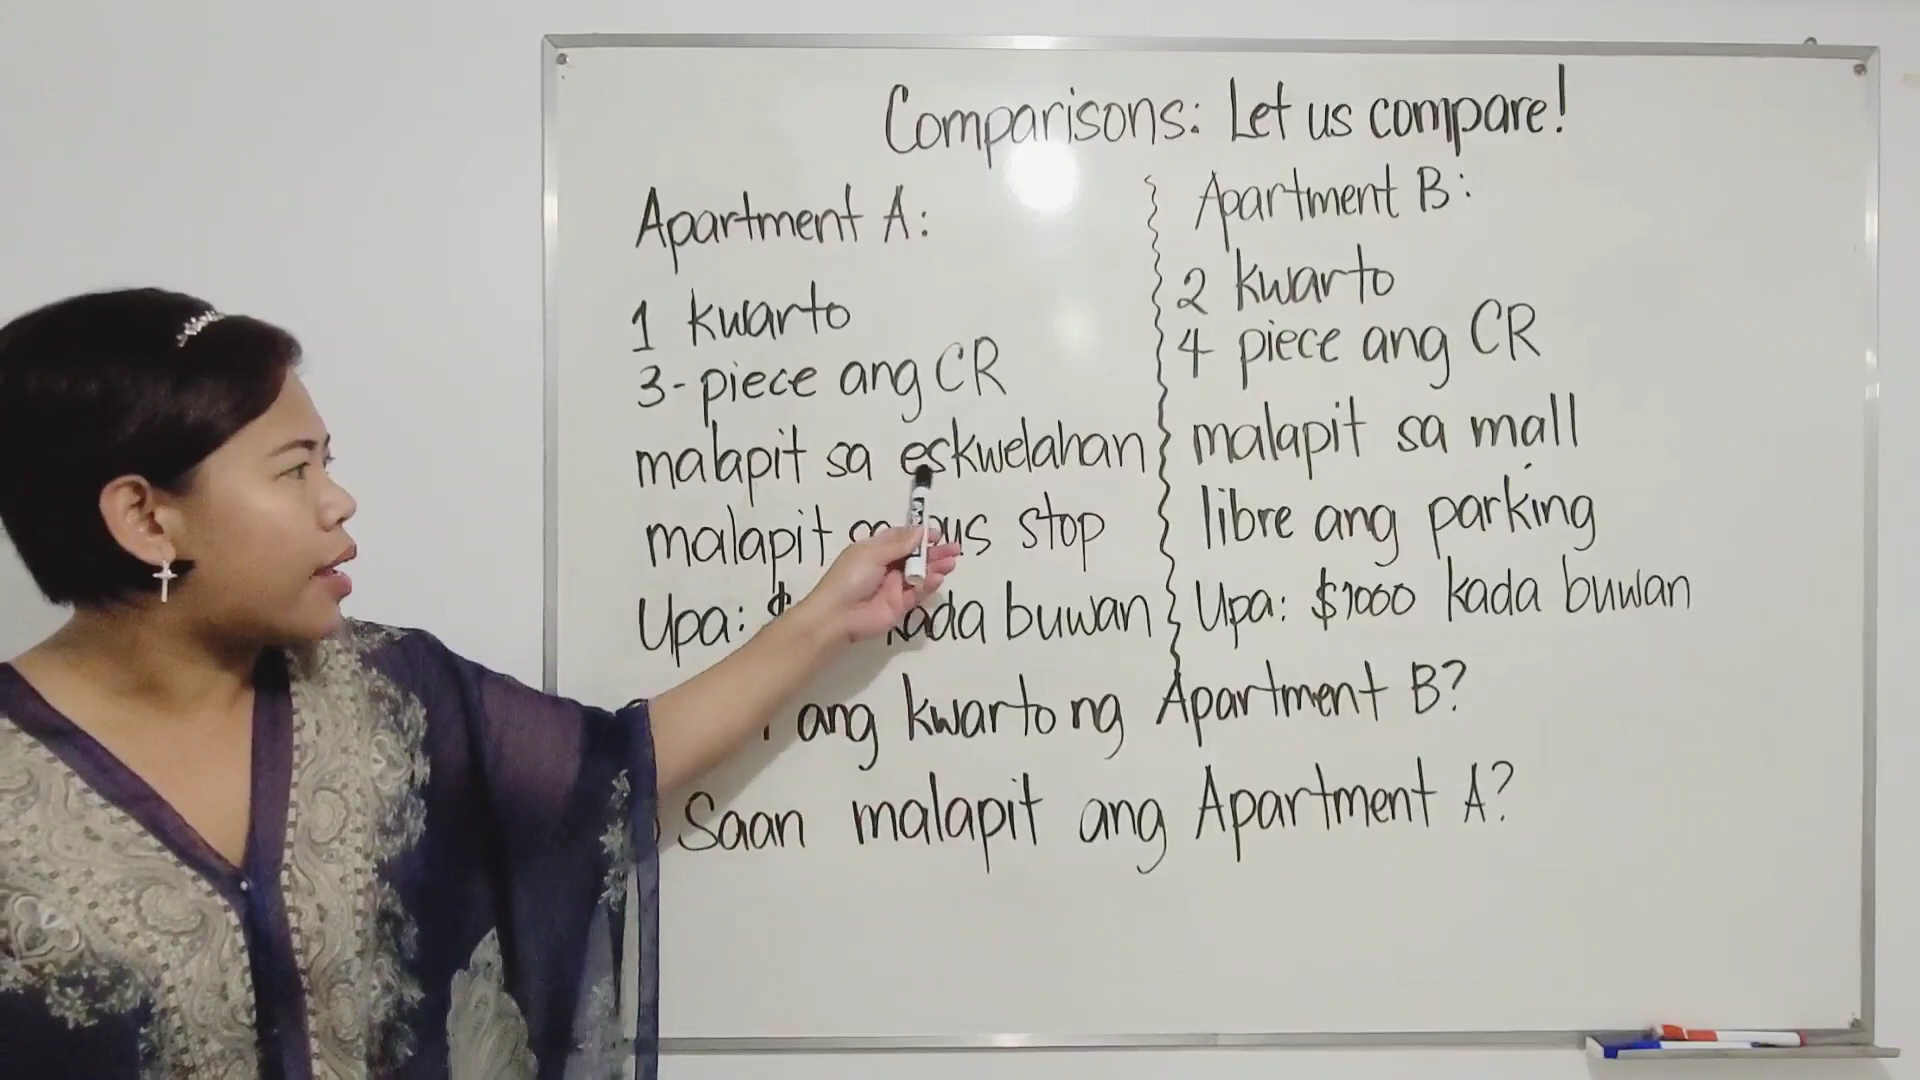 Comparisons: Let us compare!
Apartment A:
1 kwarto
3-piece ang CR
malapit sa eskwelahan
malapit bus stop
Upa: $ kada buwan
Apartment B:
2 kwarto
4 piece ang CR
malapit sa mall
libre ang parking
Upa: $1000 kada buwan
ang kwarto ng Apartment B?
Saan malapit ang Apartment A?